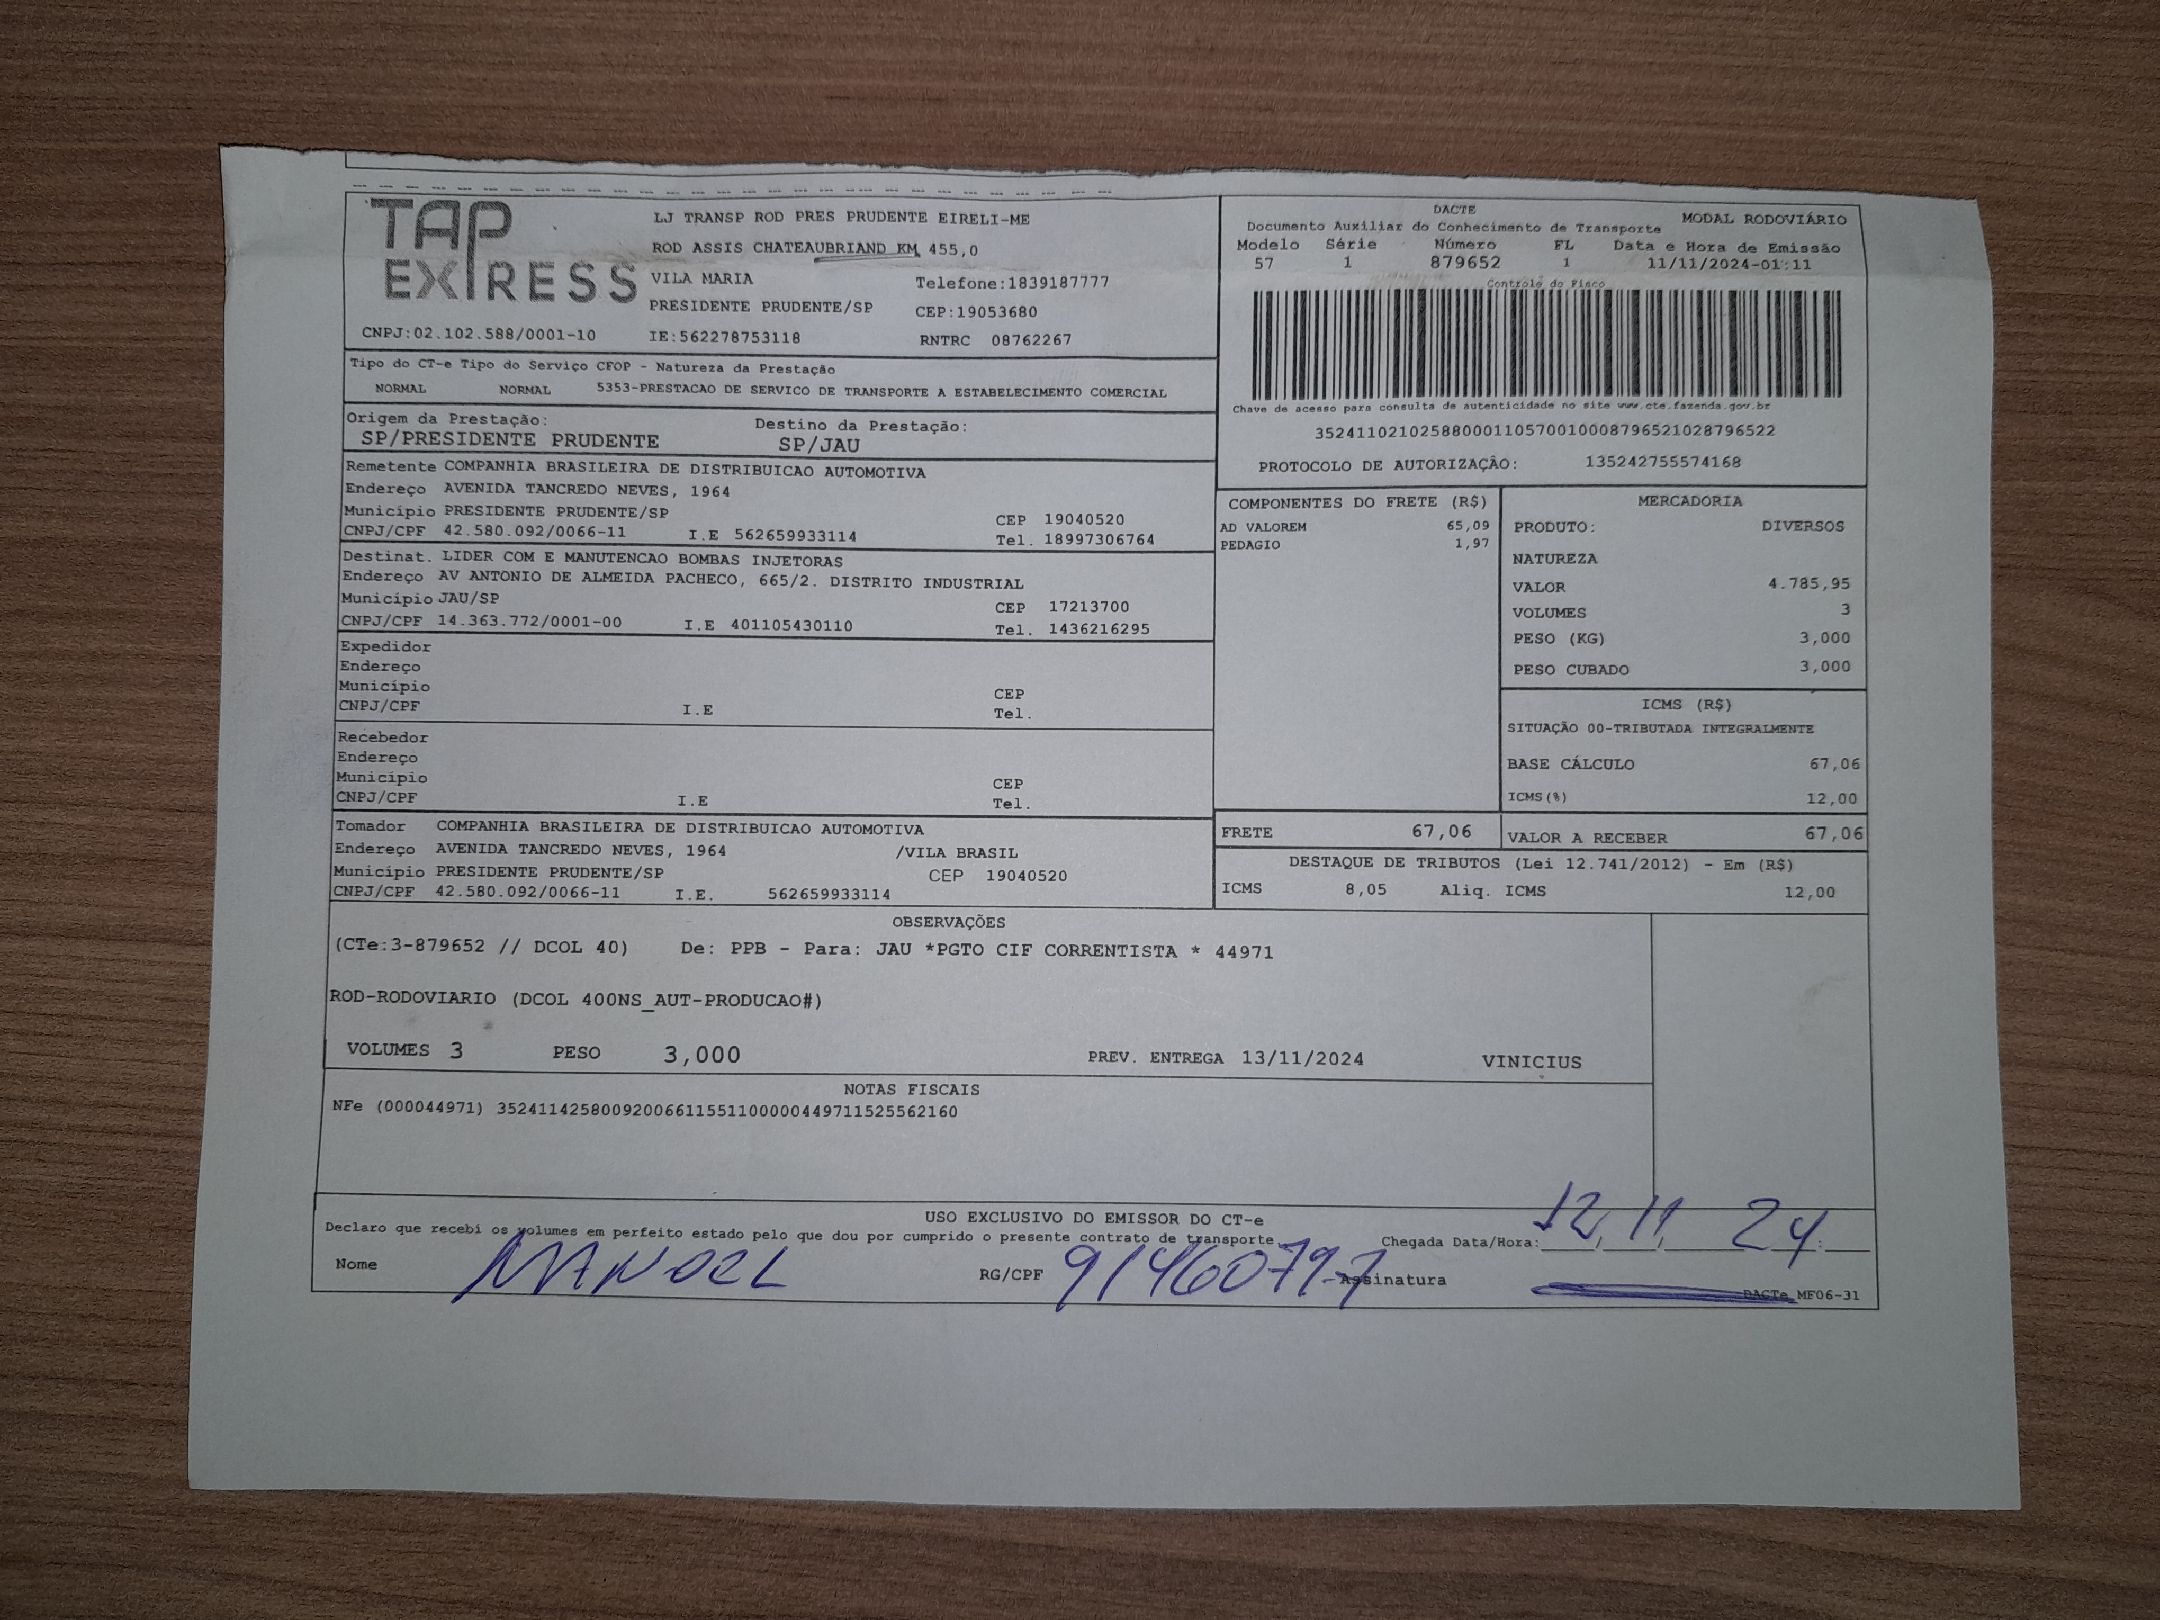 TAP EXPRESS
LJ TRANSP ROD PRES PRUDENTE EIRELI-ME
ROD ASSIS CHATEAUBRIAND KM 455,0
VILA MARIA Telefone:1839187777
PRESIDENTE PRUDENTE/SP CEP:19053680
CNPJ:02.102.588/0001-10 IE:562278753118 RNTRC 08762267
DACTE
Documento Auxiliar do Conhecimento de Transporte MODAL RODOVIÁRIO
Modelo Série Número FL Data e Hora de Emissão
57 1 879652 1 11/11/2024-01:11
Controle do Fisco
Chave de acesso para consulta de autenticidade no site www.cte.fazenda.gov.br
35241102102588000110570010008796521028796522
PROTOCOLO DE AUTORIZAÇÃO: 135242755574168
Tipo do CT-e Tipo do Serviço CFOP - Natureza da Prestação
NORMAL NORMAL 5353-PRESTACAO DE SERVICO DE TRANSPORTE A ESTABELECIMENTO COMERCIAL
Origem da Prestação: Destino da Prestação:
SP/PRESIDENTE PRUDENTE SP/JAU
Remetente COMPANHIA BRASILEIRA DE DISTRIBUICAO AUTOMOTIVA
Endereço AVENIDA TANCREDO NEVES, 1964
Município PRESIDENTE PRUDENTE/SP CEP 19040520
CNPJ/CPF 42.580.092/0066-11 I.E 562659933114 Tel. 18997306764
Destinat. LIDER COM E MANUTENCAO BOMBAS INJETORAS
Endereço AV ANTONIO DE ALMEIDA PACHECO, 665/2. DISTRITO INDUSTRIAL
Município JAU/SP CEP 17213700
CNPJ/CPF 14.363.772/0001-00 I.E 401105430110 Tel. 1436216295
Expedidor
Endereço
Município CEP
CNPJ/CPF I.E Tel.
Recebedor
Endereço
Município CEP
CNPJ/CPF I.E Tel.
Tomador COMPANHIA BRASILEIRA DE DISTRIBUICAO AUTOMOTIVA
Endereço AVENIDA TANCREDO NEVES, 1964 /VILA BRASIL
Município PRESIDENTE PRUDENTE/SP CEP 19040520
CNPJ/CPF 42.580.092/0066-11 I.E. 562659933114
COMPONENTES DO FRETE (R$)
AD VALOREM 65,09
PEDAGIO 1,97
MERCADORIA
PRODUTO: DIVERSOS
NATUREZA
VALOR 4.785,95
VOLUMES 3
PESO (KG) 3,000
PESO CUBADO 3,000
ICMS (R$)
SITUAÇÃO 00-TRIBUTADA INTEGRALMENTE
BASE CÁLCULO 67,06
ICMS(%) 12,00
FRETE 67,06 VALOR A RECEBER 67,06
DESTAQUE DE TRIBUTOS (Lei 12.741/2012) - Em (R$)
ICMS 8,05 Aliq. ICMS 12,00
OBSERVAÇÕES
(CTe:3-879652 // DCOL 40) De: PPB - Para: JAU *PGTO CIF CORRENTISTA * 44971
ROD-RODOVIARIO (DCOL 400NS_AUT-PRODUCAO#)
VOLUMES 3 PESO 3,000 PREV. ENTREGA 13/11/2024 VINICIUS
NOTAS FISCAIS
NFe (000044971) 35241142580092006611551100000449711525562160
USO EXCLUSIVO DO EMISSOR DO CT-e
Declaro que recebi os volumes em perfeito estado pelo que dou por cumprido o presente contrato de transporte. Chegada Data/Hora: 12/11/24
Nome MANOEL RG/CPF 91460797-7 Assinatura
DACTe MF06-31